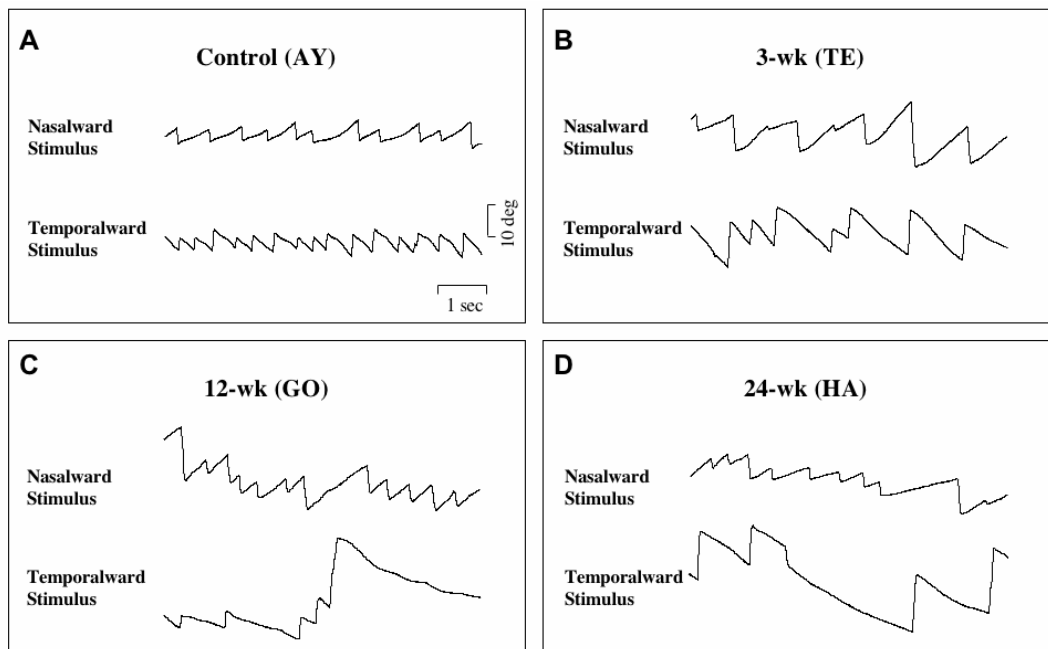 A
Control (AY)
Nasalward
Stimulus
Temporalward
Stimulus
10 deg
1 sec
B
3-wk (TE)
Nasalward
Stimulus
Temporalward
Stimulus
C
12-wk (GO)
Nasalward
Stimulus
Temporalward
Stimulus
D
24-wk (HA)
Nasalward
Stimulus
Temporalward
Stimulus